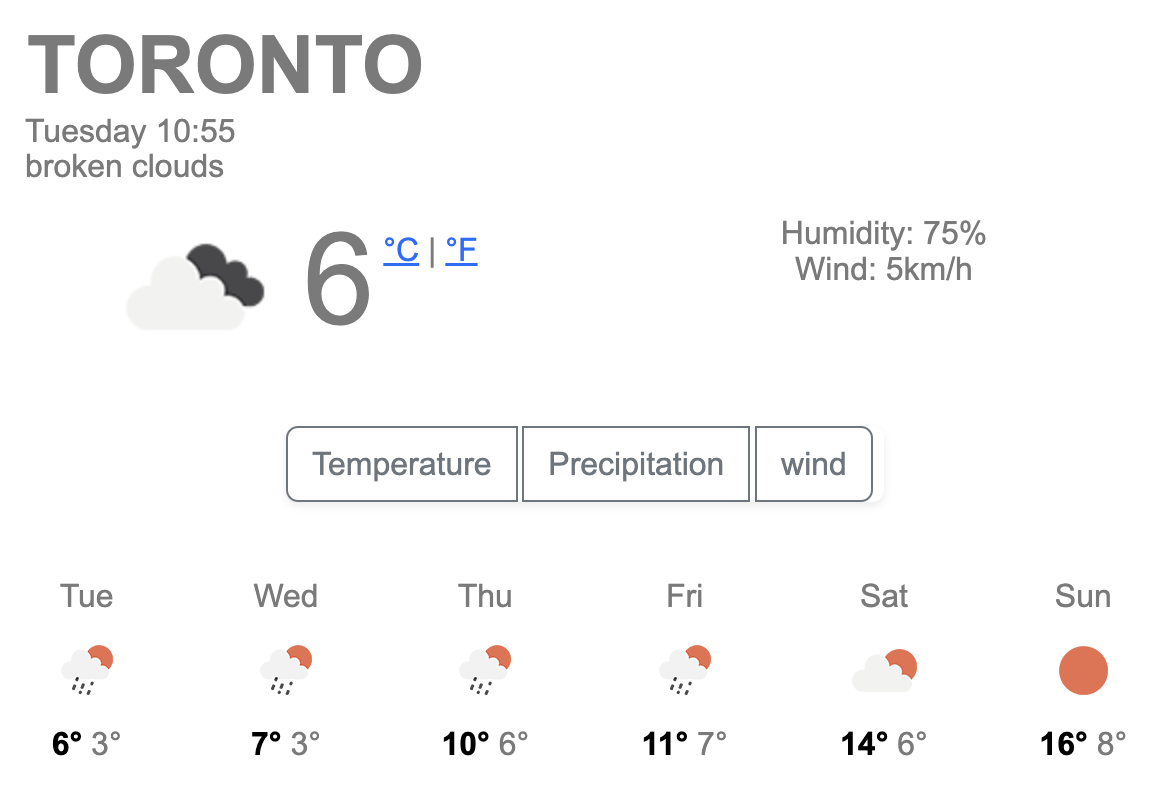 TORONTO
Tuesday 10:55
broken clouds
6 °C | °F
Humidity: 75%
Wind: 5km/h
Temperature Precipitation wind
Tue Wed Thu Fri Sat Sun
6° 3° 7° 3° 10° 6° 11° 7° 14° 6° 16° 8°